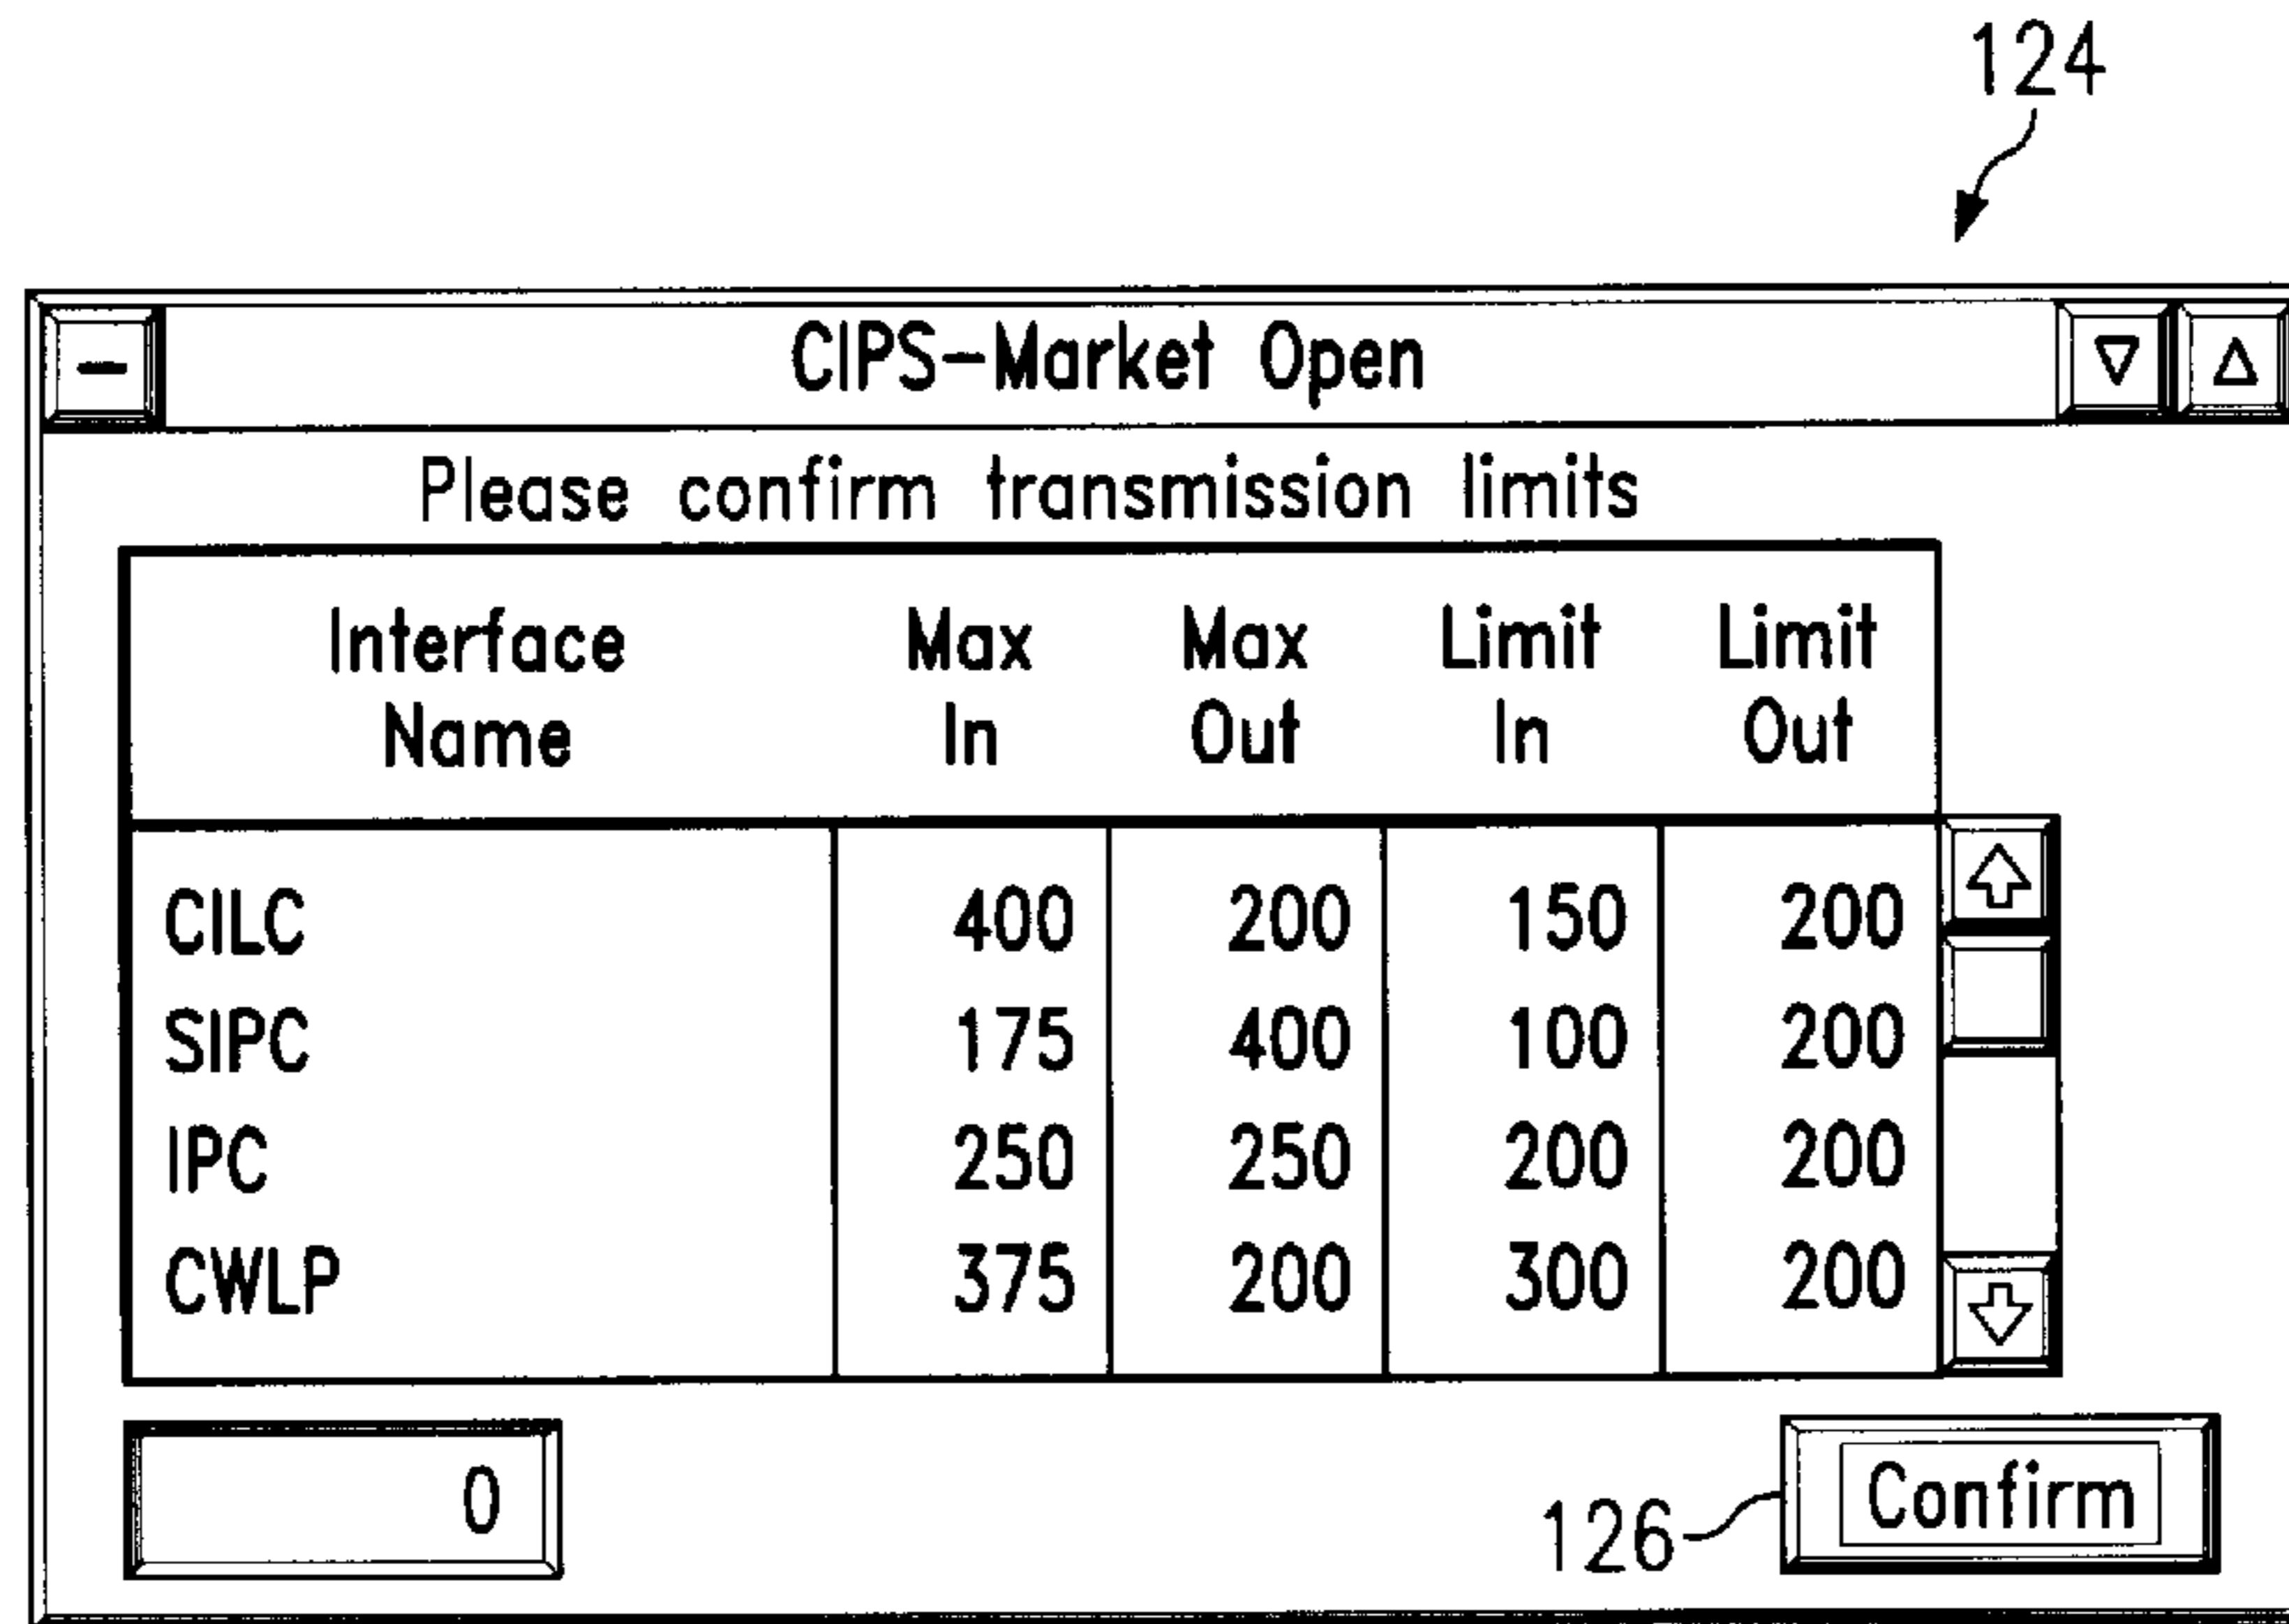 124
CIPS-Market Open
Please confirm transmission limits
Interface Name Max In Max Out Limit In Limit Out
CILC 400 200 150 200
SIPC 175 400 100 200
IPC 250 250 200 200
CWLP 375 200 300 200
0
126 Confirm